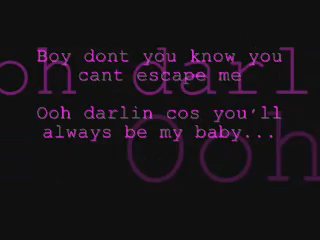 Boy dont you know you
cant escape me
Ooh darlin cos you'll
always be my baby...
oh darl
Ooh